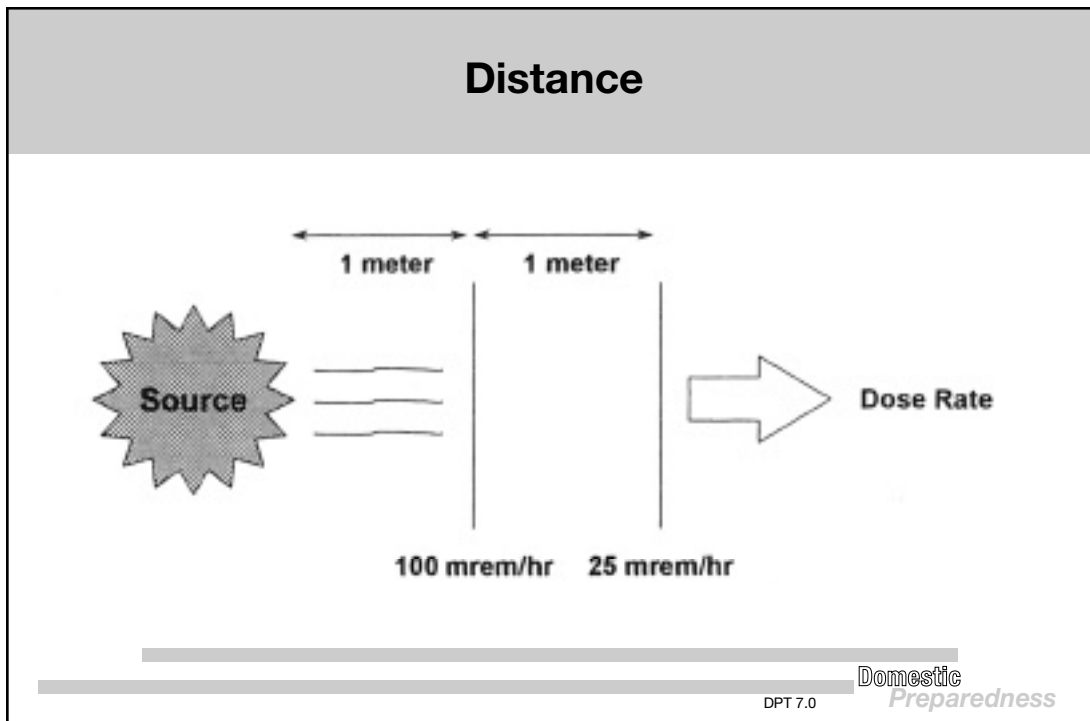 Distance
1 meter 1 meter
Source
Dose Rate
100 mrem/hr 25 mrem/hr
Domestic
DPT 7.0 Preparedness